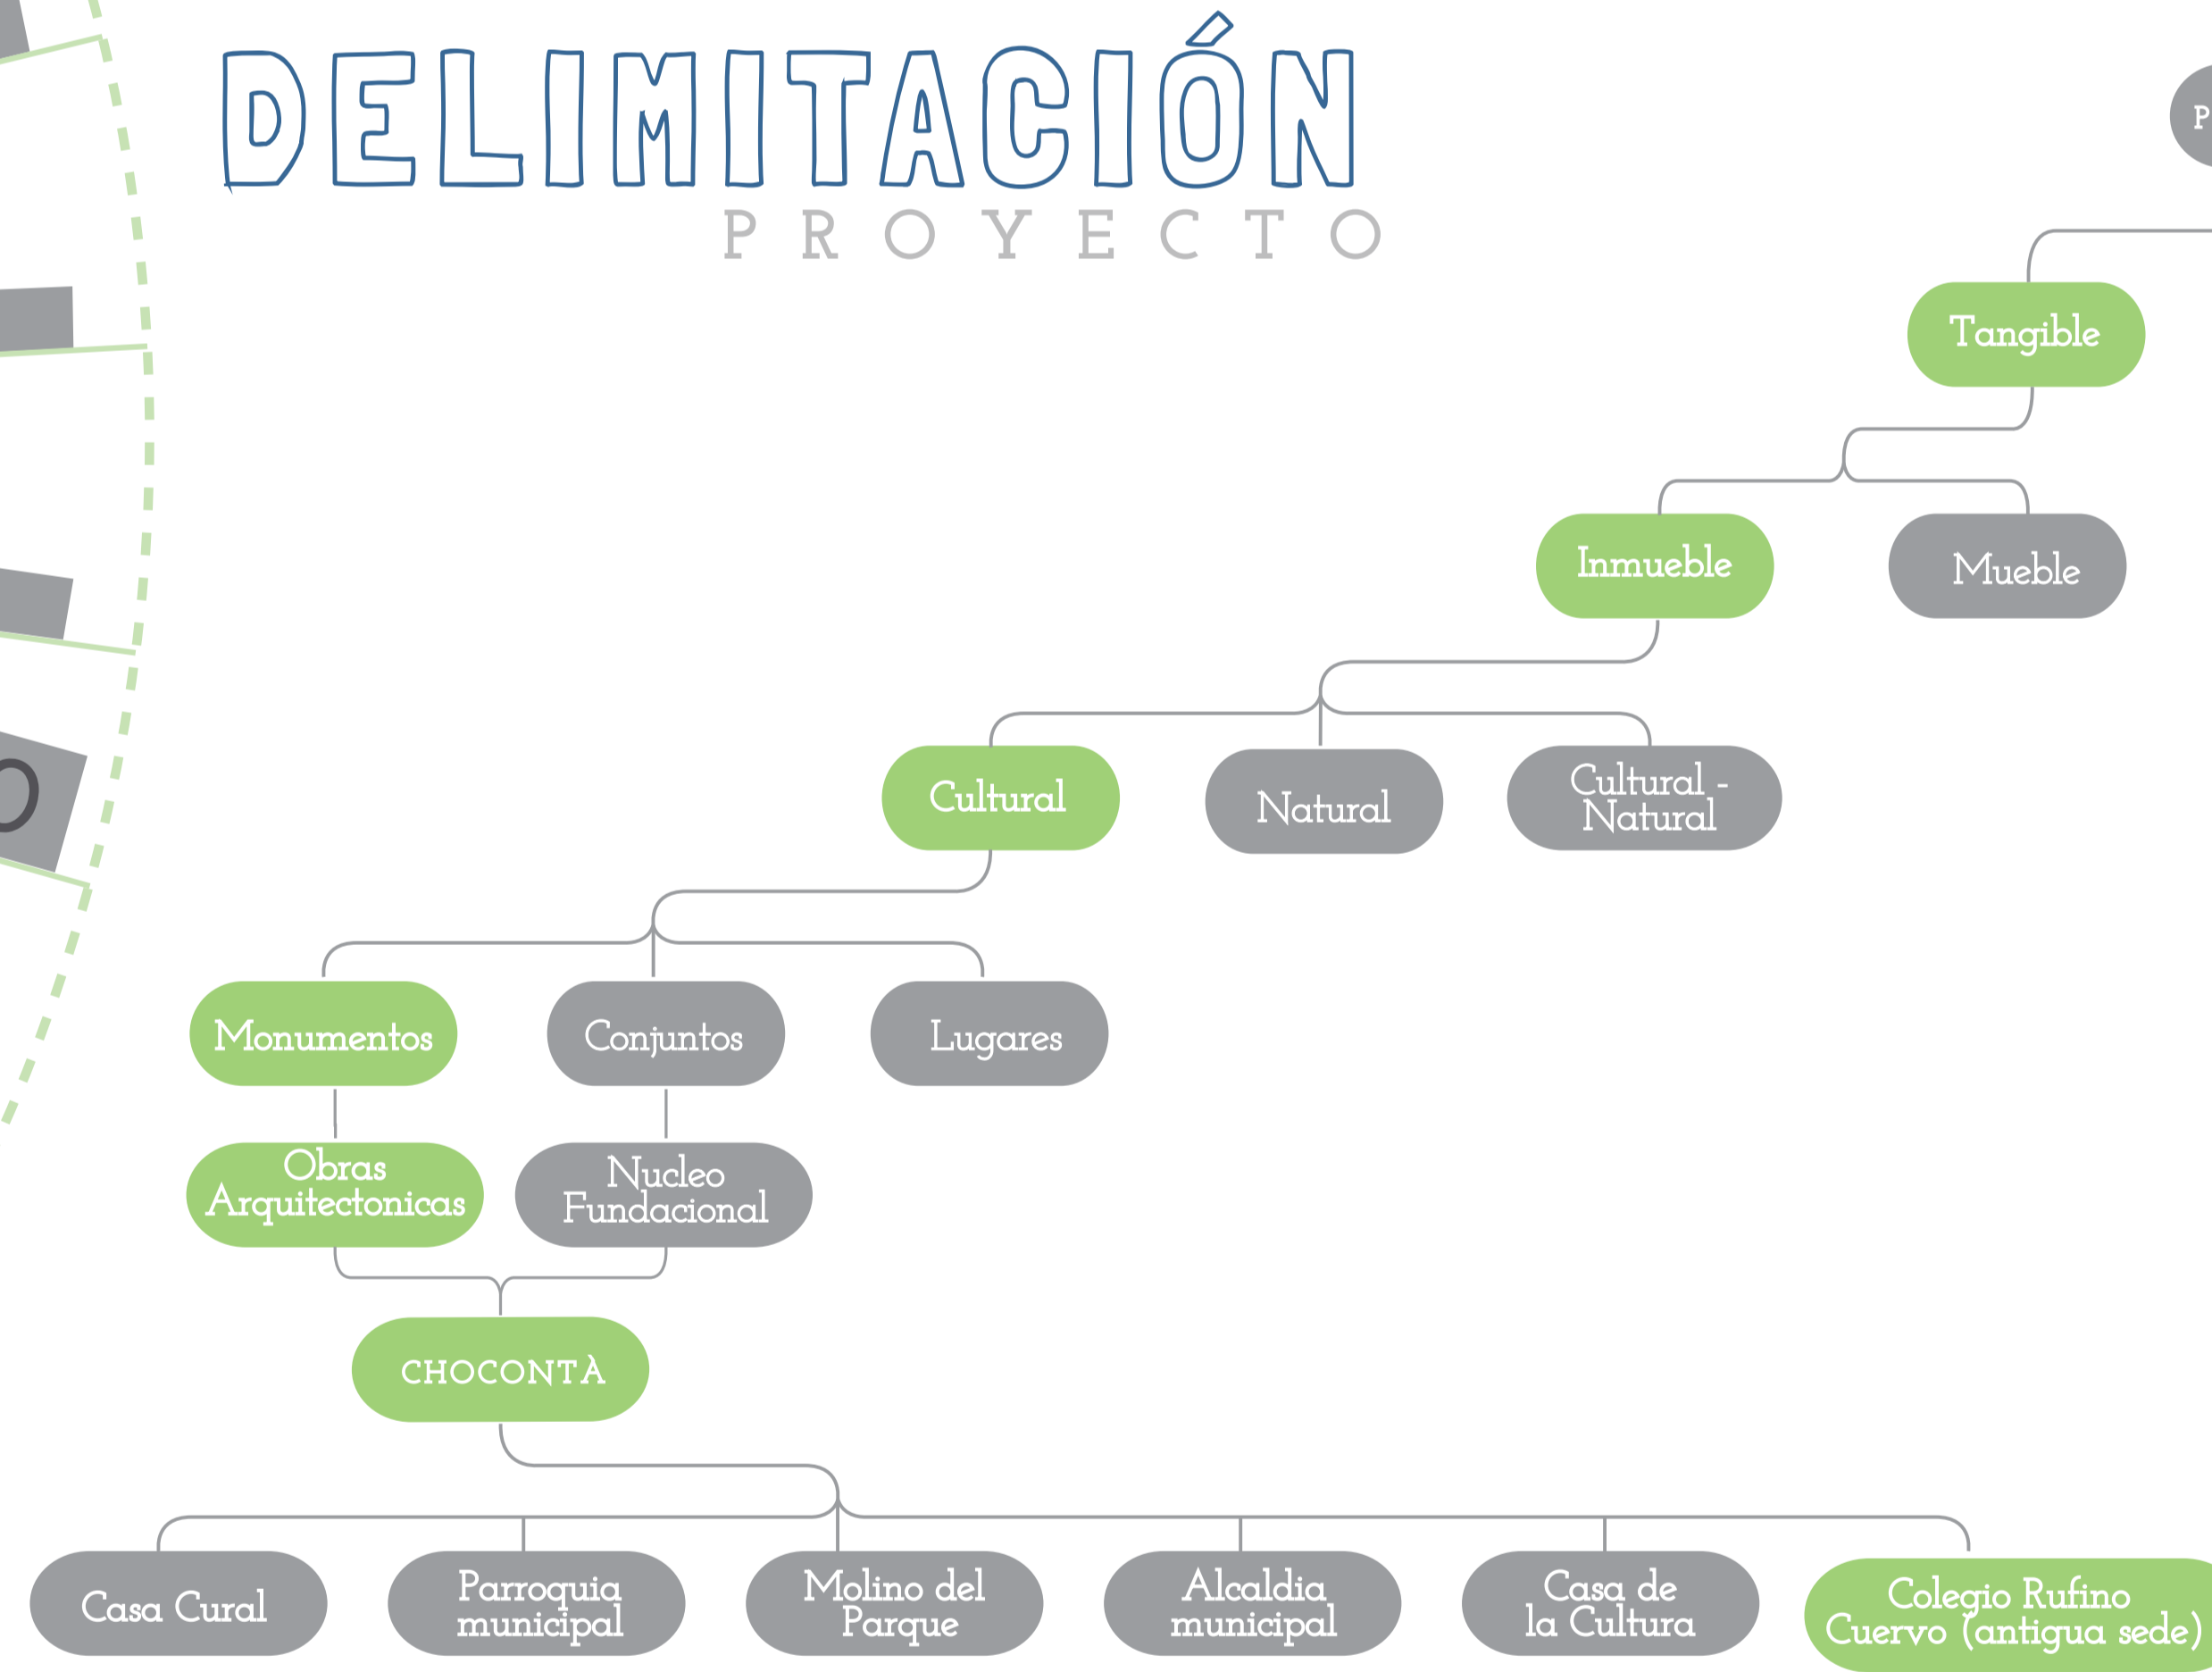 DELIMITACIÓN
PROYECTO
P
Tangible
Inmueble
Mueble
Cultural
Natural
Cultural -
Natural
Monumentos
Conjuntos
Lugares
Obras
Arquitectonicas
Nucleo
Fundacional
CHOCONTÀ
Casa Cural
Parroquia
municipal
Molino del
Parque
Alcaldia
municipal
Casa de
la Cultura
Colegio Rufino
Cuervo (antigua sede)
O